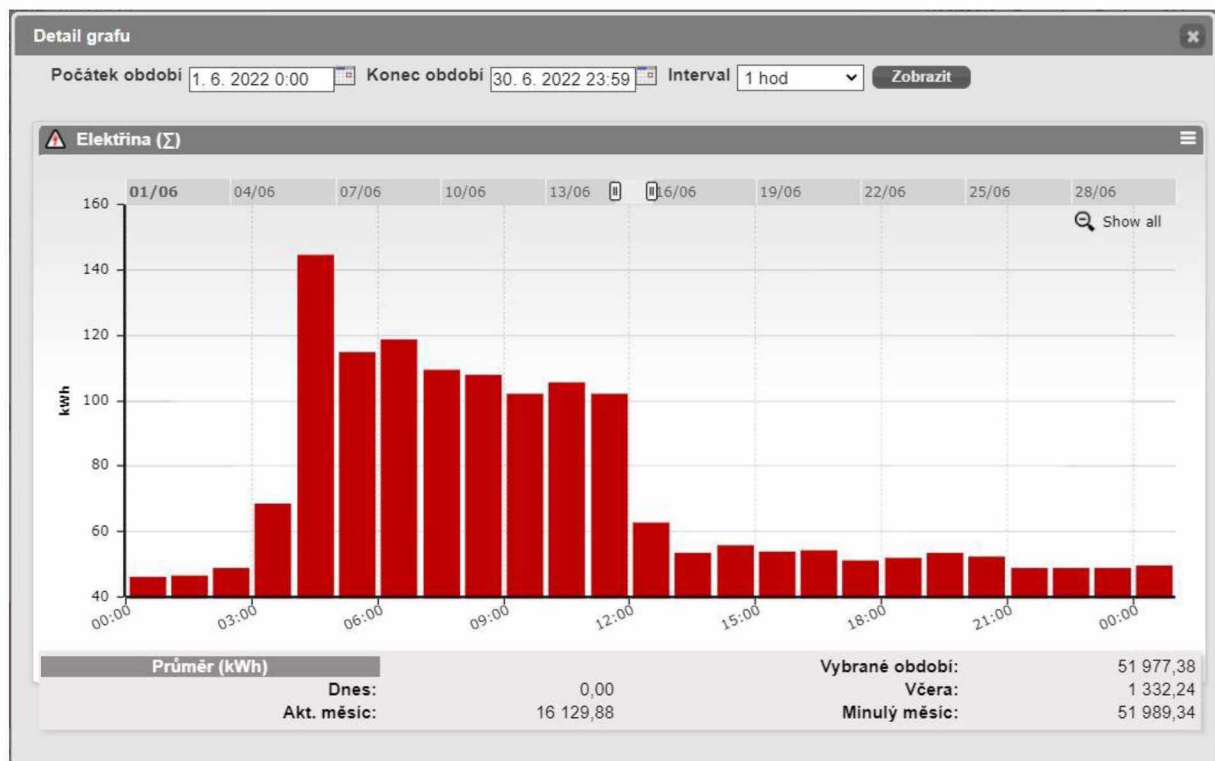 Detail grafu
Počátek období 1. 6. 2022 0:00 Konec období 30. 6. 2022 23:59 Interval 1 hod Zobrazit
Elektřina (∑)
01/06 04/06 07/06 10/06 13/06 16/06 19/06 22/06 25/06 28/06
Show all
160
140
120
100
80
60
40
kWh
00:00 03:00 06:00 09:00 12:00 15:00 18:00 21:00 00:00
Průměr (kWh) Vybrané období: 51 977,38
Dnes: 0,00 Včera: 1 332,24
Akt. měsíc: 16 129,88 Minulý měsíc: 51 989,34